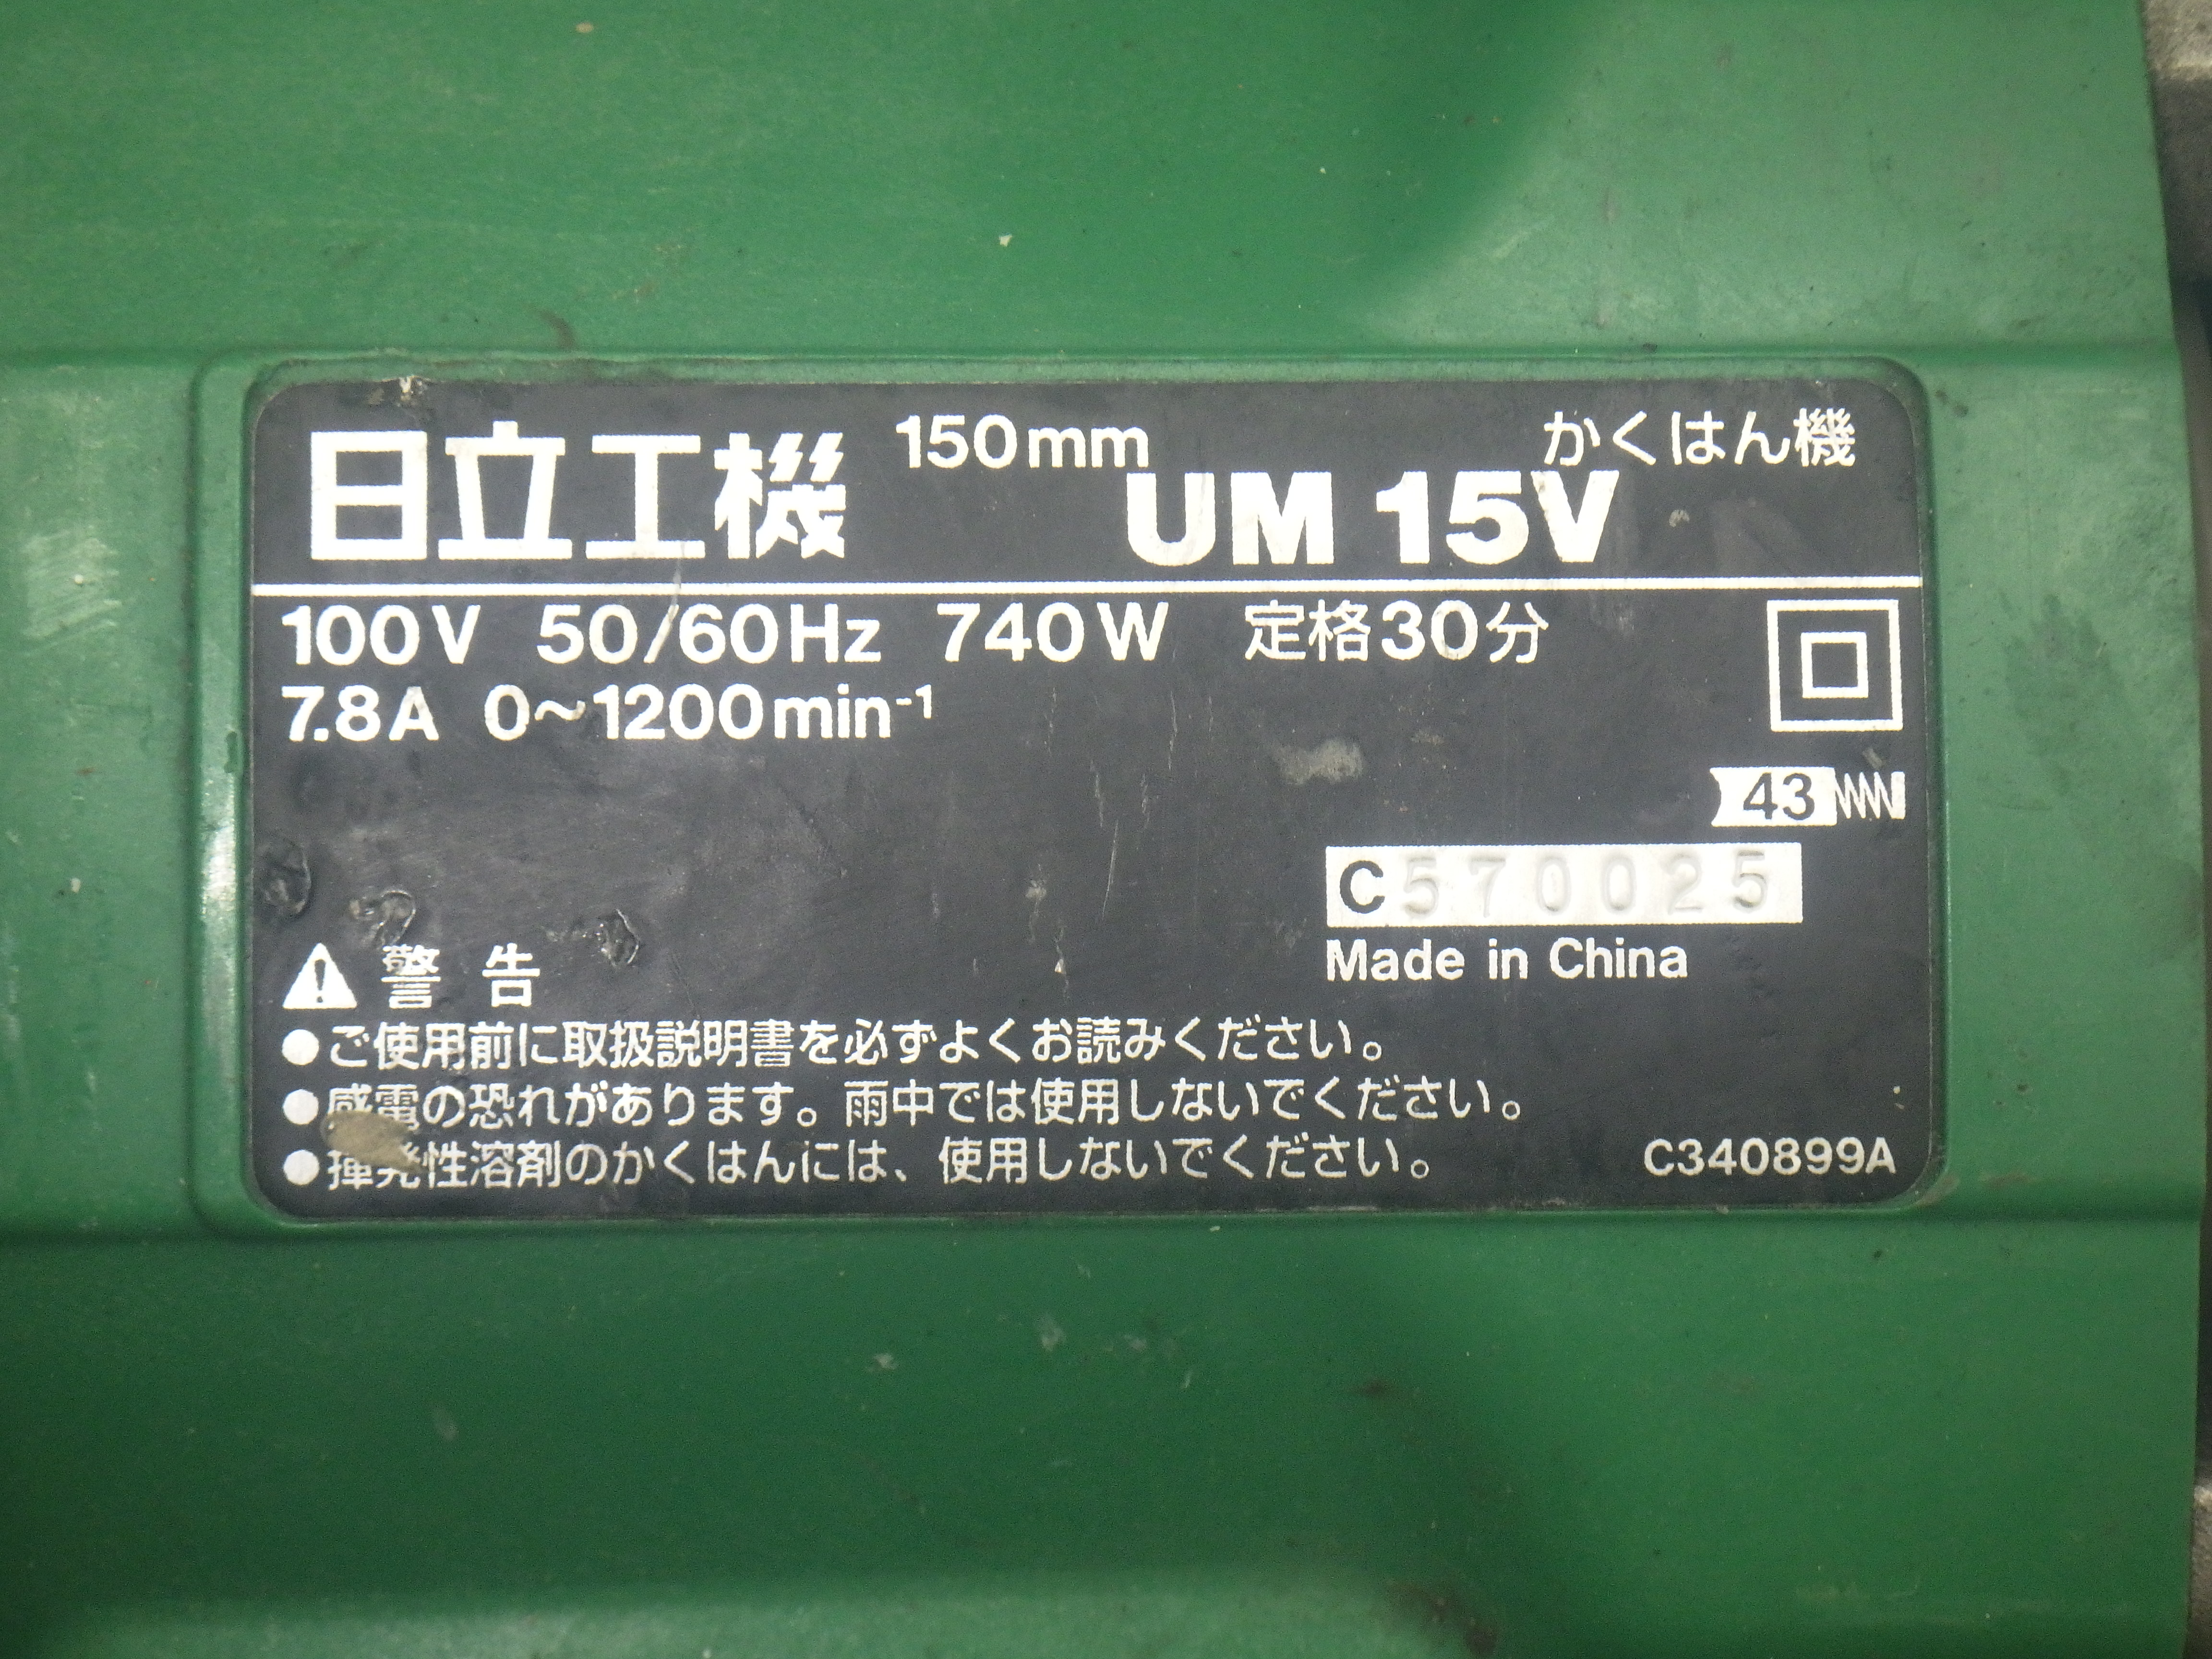 日立工機 150mm かくはん機
UM 15V
100V 50/60Hz 740W 定格30分
7.8A 0~1200min⁻¹
43
C570025
Made in China
警告
●ご使用前に取扱説明書を必ずよくお読みください。
●感電の恐れがあります。雨中では使用しないでください。
●揮発性溶剤のかくはんには、使用しないでください。
C340899A